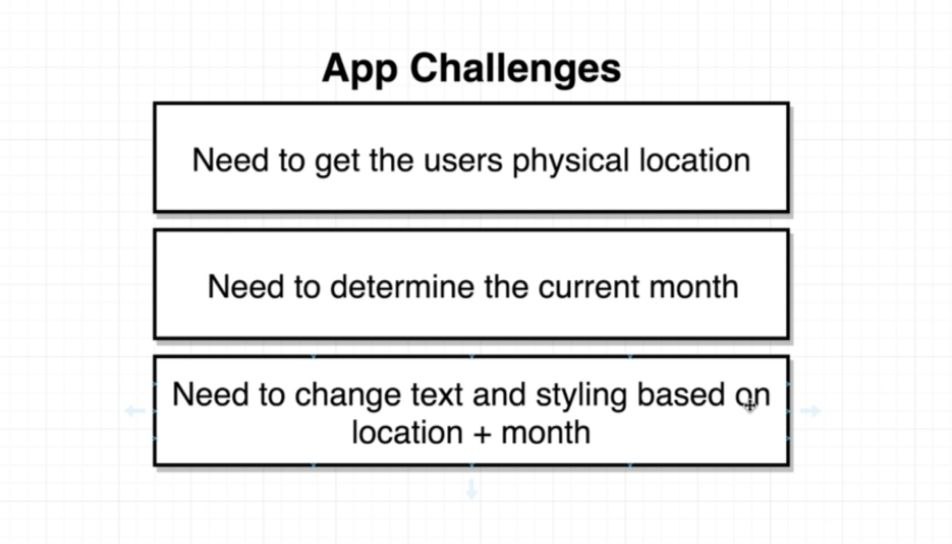 App Challenges
Need to get the users physical location
Need to determine the current month
Need to change text and styling based on
location + month